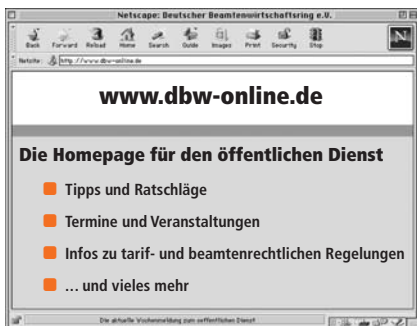 Netscape: Deutscher Beamtenwirtschaftsring e.V.
Back Forward Reload Home Search Guide Images Print Security Stop
Netsite: http://www.dbw-online.de
www.dbw-online.de
Die Homepage für den öffentlichen Dienst
Tipps und Ratschläge
Termine und Veranstaltungen
Infos zu tarif- und beamtenrechtlichen Regelungen
... und vieles mehr
Die aktuelle Wochenmeldung zum oeffentlichen Dienst